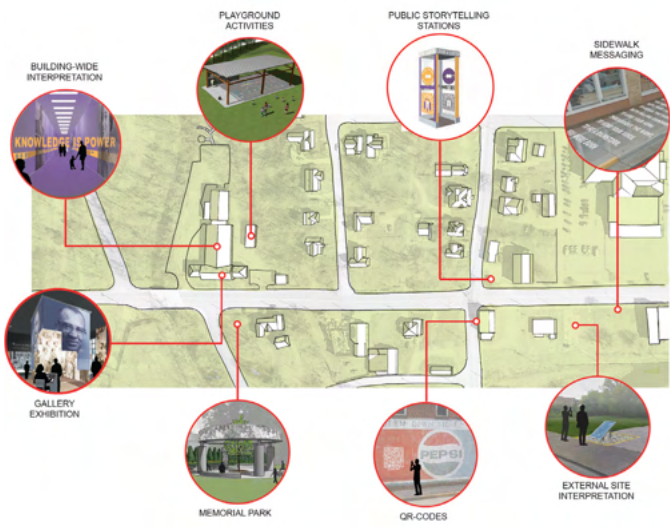 PLAYGROUND
ACTIVITIES
PUBLIC STORYTELLING
STATIONS
SIDEWALK
MESSAGING
BUILDING-WIDE
INTERPRETATION
KNOWLEDGE IS POWER
GALLERY
EXHIBITION
MEMORIAL PARK
PEPSI
QR-CODES
EXTERNAL SITE
INTERPRETATION